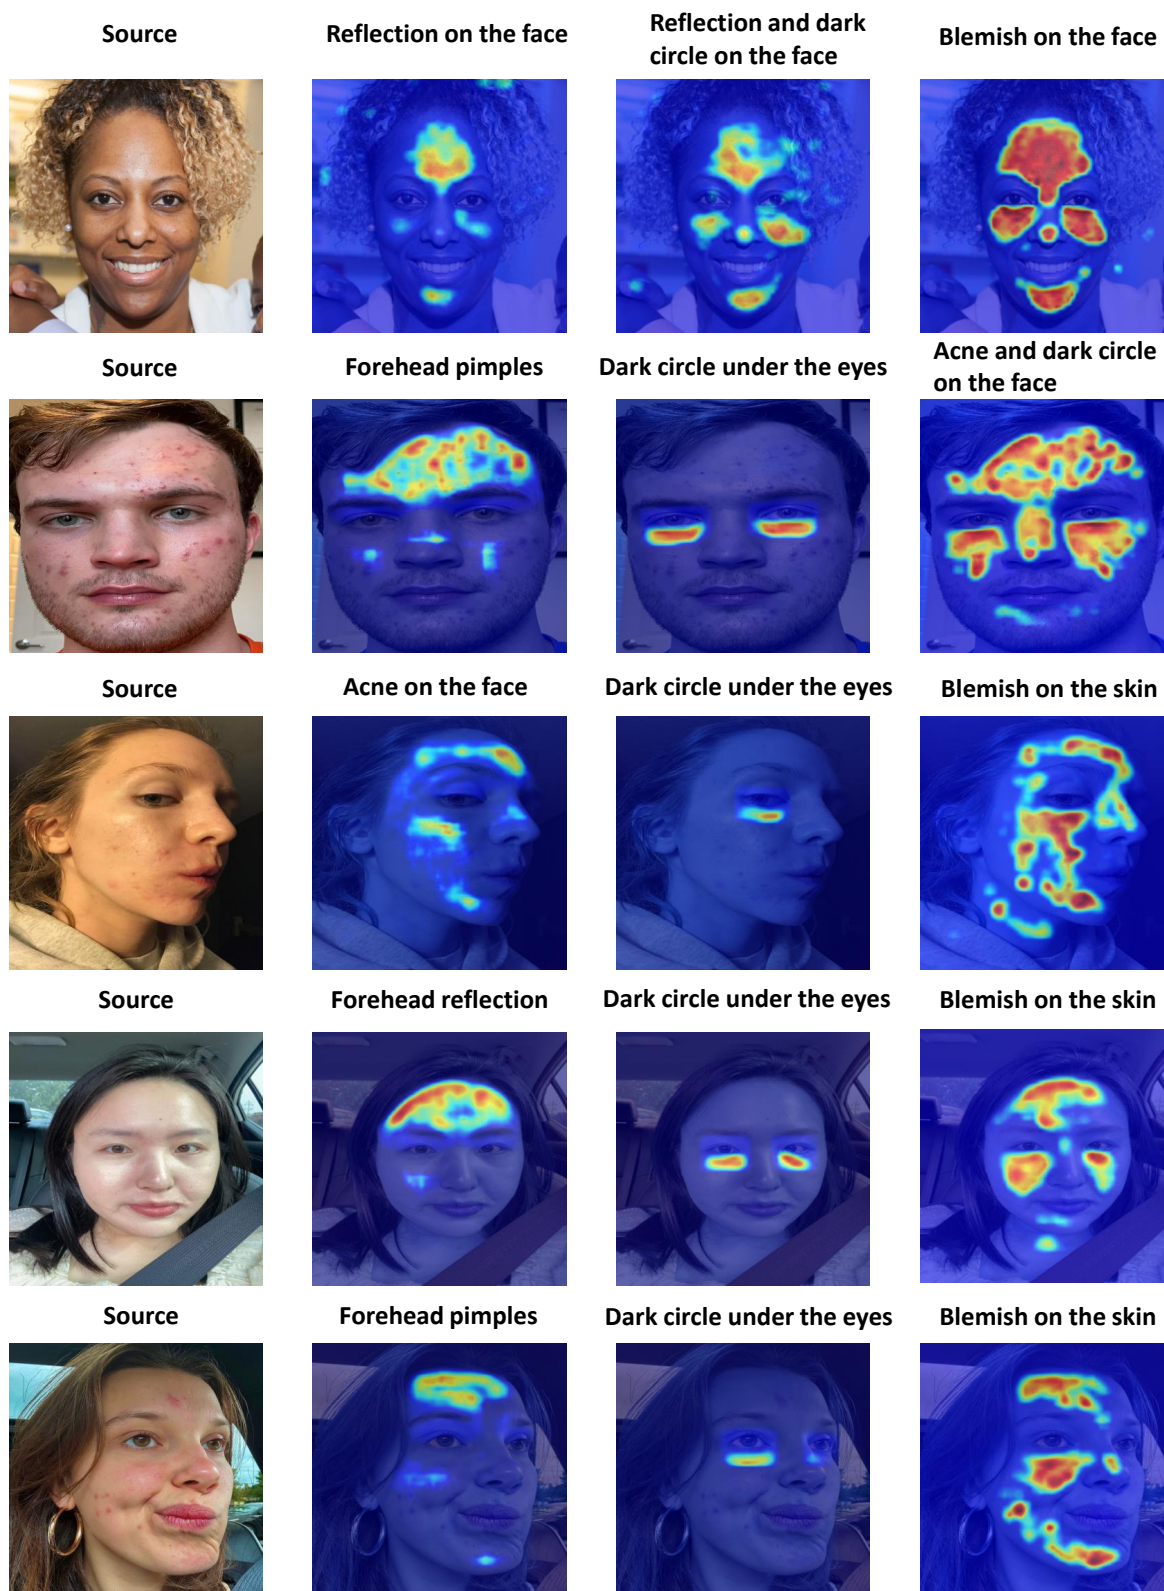 Source
Reflection on the face
Reflection and dark
circle on the face
Blemish on the face
Source
Forehead pimples
Dark circle under the eyes
Acne and dark circle
on the face
Source
Acne on the face
Dark circle under the eyes
Blemish on the skin
Source
Forehead reflection
Dark circle under the eyes
Blemish on the skin
Source
Forehead pimples
Dark circle under the eyes
Blemish on the skin